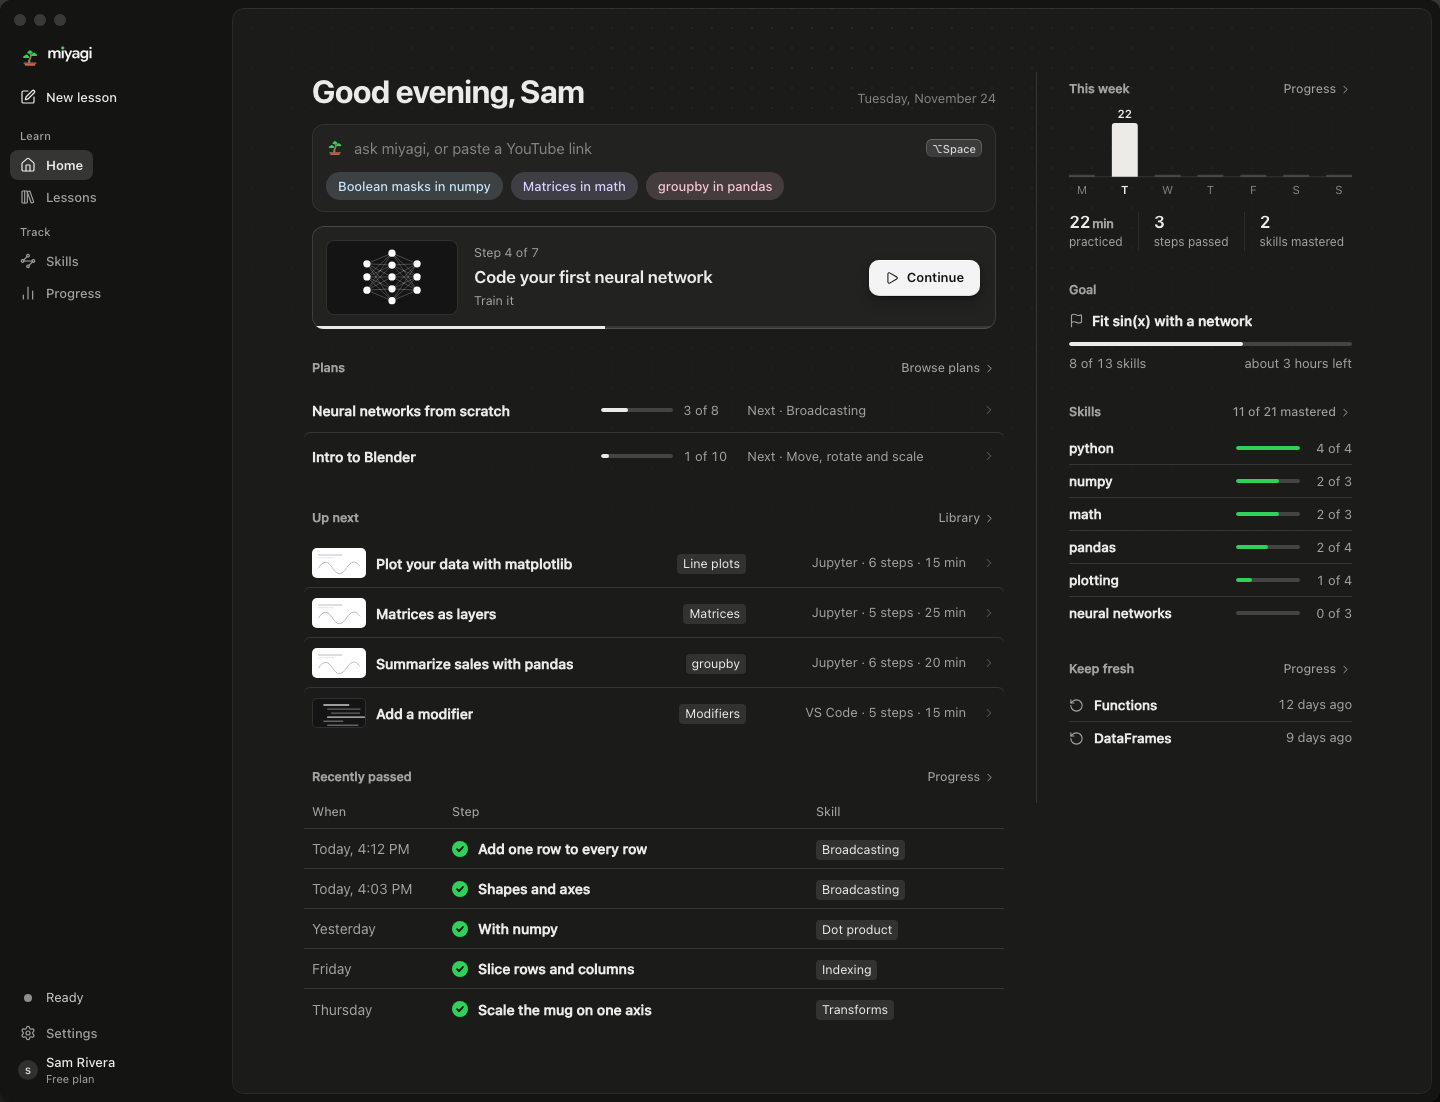 miyagi
New lesson
Learn
Home
Lessons
Track
Skills
Progress
Ready
Settings
S
Sam Rivera
Free plan
Good evening, Sam
Tuesday, November 24
ask miyagi, or paste a YouTube link
⌥Space
Boolean masks in numpy
Matrices in math
groupby in pandas
Step 4 of 7
Code your first neural network
Train it
Continue
Plans
Browse plans
Neural networks from scratch 3 of 8 Next · Broadcasting
Intro to Blender 1 of 10 Next · Move, rotate and scale
Up next
Library
Plot your data with matplotlib Line plots Jupyter · 6 steps · 15 min
Matrices as layers Matrices Jupyter · 5 steps · 25 min
Summarize sales with pandas groupby Jupyter · 6 steps · 20 min
Add a modifier Modifiers VS Code · 5 steps · 15 min
Recently passed
Progress
When Step Skill
Today, 4:12 PM Add one row to every row Broadcasting
Today, 4:03 PM Shapes and axes Broadcasting
Yesterday With numpy Dot product
Friday Slice rows and columns Indexing
Thursday Scale the mug on one axis Transforms
This week
Progress
22
M T W T F S S
22 min 3 2
practiced steps passed skills mastered
Goal
Fit sin(x) with a network
8 of 13 skills about 3 hours left
Skills
11 of 21 mastered
python 4 of 4
numpy 2 of 3
math 2 of 3
pandas 2 of 4
plotting 1 of 4
neural networks 0 of 3
Keep fresh
Progress
Functions 12 days ago
DataFrames 9 days ago